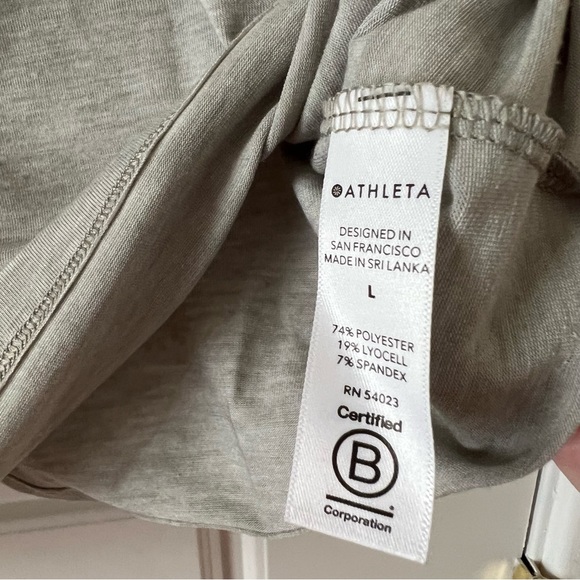 ATHLETA
DESIGNED IN
SAN FRANCISCO
MADE IN SRI LANKA
L
74% POLYESTER
19% LYOCELL
7% SPANDEX
RN 54023
Certified
B
Corporation